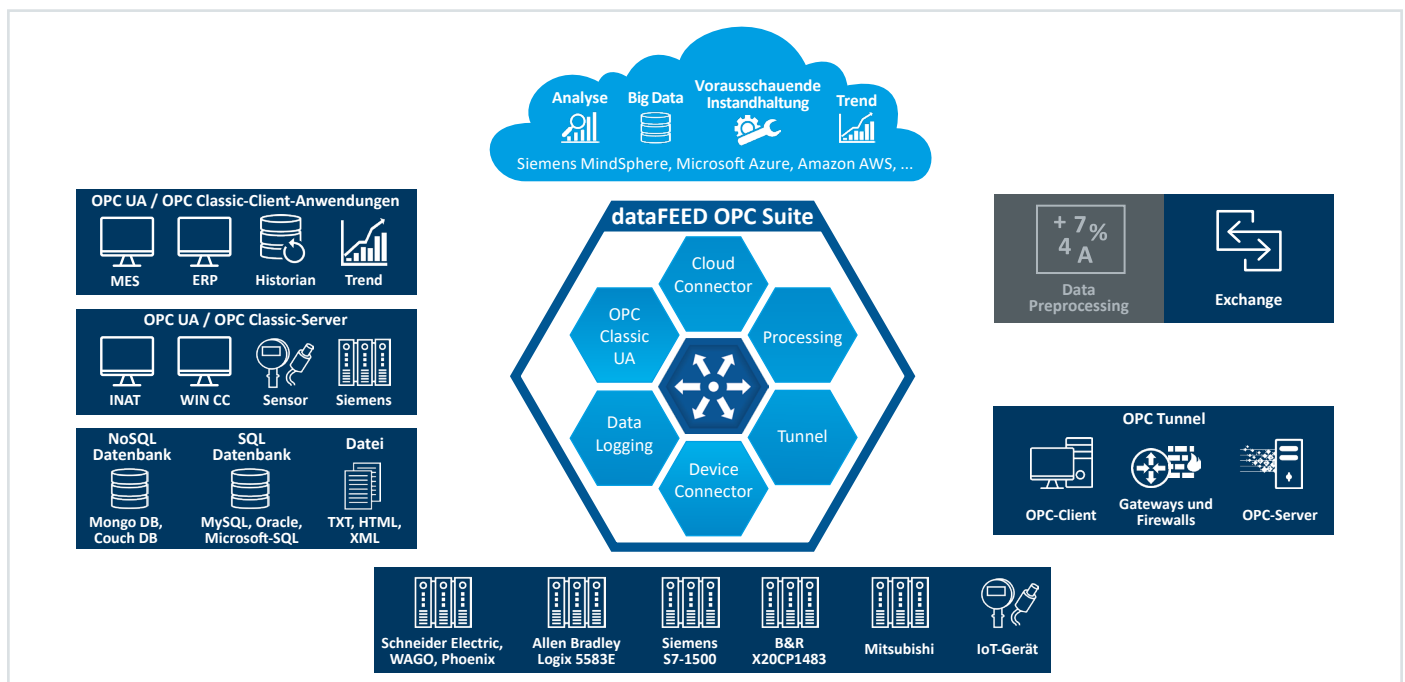 Analyse
Big Data
Vorausschauende
Instandhaltung
Trend
Siemens MindSphere, Microsoft Azure, Amazon AWS, ...
OPC UA / OPC Classic-Client-Anwendungen
MES
ERP
Historian
Trend
OPC UA / OPC Classic-Server
INAT
WIN CC
Sensor
Siemens
NoSQL
Datenbank
Mongo DB,
Couch DB
SQL
Datenbank
MySQL, Oracle,
Microsoft-SQL
Datei
TXT, HTML,
XML
dataFEED OPC Suite
Cloud
Connector
OPC
Classic
UA
Processing
Data
Logging
Tunnel
Device
Connector
+ 7%
4 A
Data
Preprocessing
Exchange
OPC Tunnel
OPC-Client
Gateways und
Firewalls
OPC-Server
Schneider Electric,
WAGO, Phoenix
Allen Bradley
Logix 5583E
Siemens
S7-1500
B&R
X20CP1483
Mitsubishi
IoT-Gerät